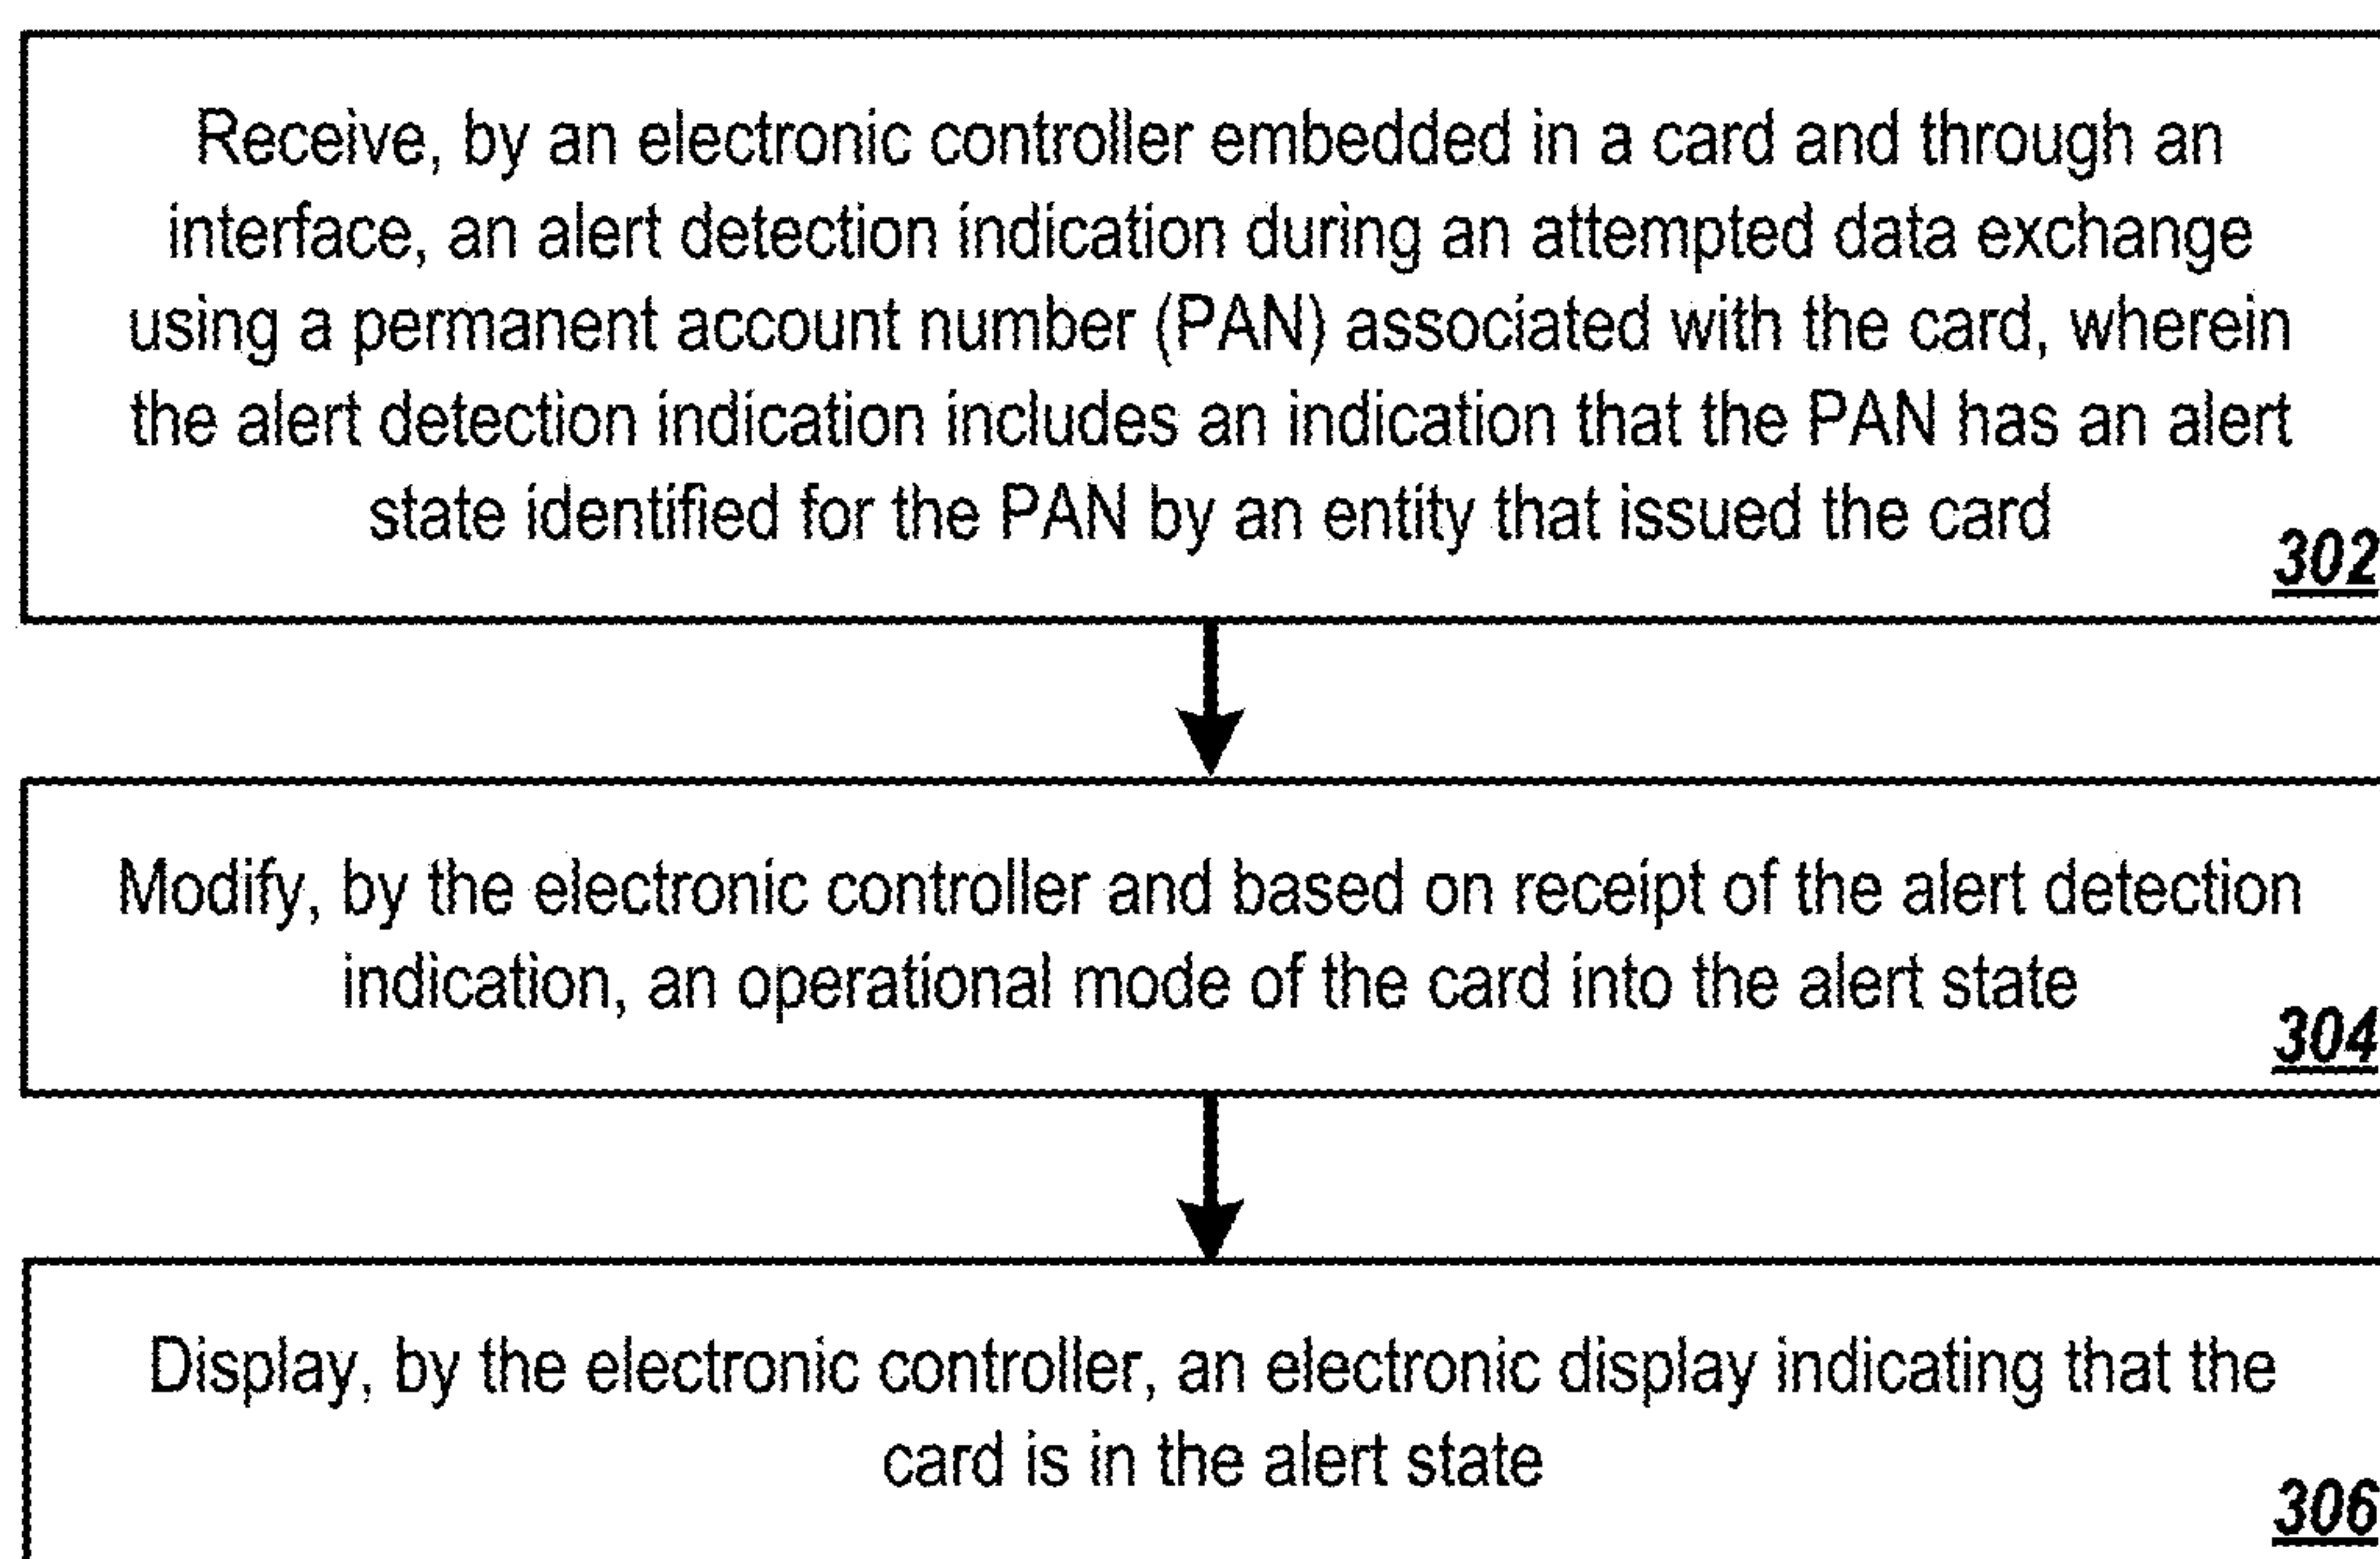 Receive, by an electronic controller embedded in a card and through an
interface, an alert detection indication during an attempted data exchange
using a permanent account number (PAN) associated with the card, wherein
the alert detection indication includes an indication that the PAN has an alert
state identified for the PAN by an entity that issued the card
302
Modify, by the electronic controller and based on receipt of the alert detection
indication, an operational mode of the card into the alert state
304
Display, by the electronic controller, an electronic display indicating that the
card is in the alert state
306